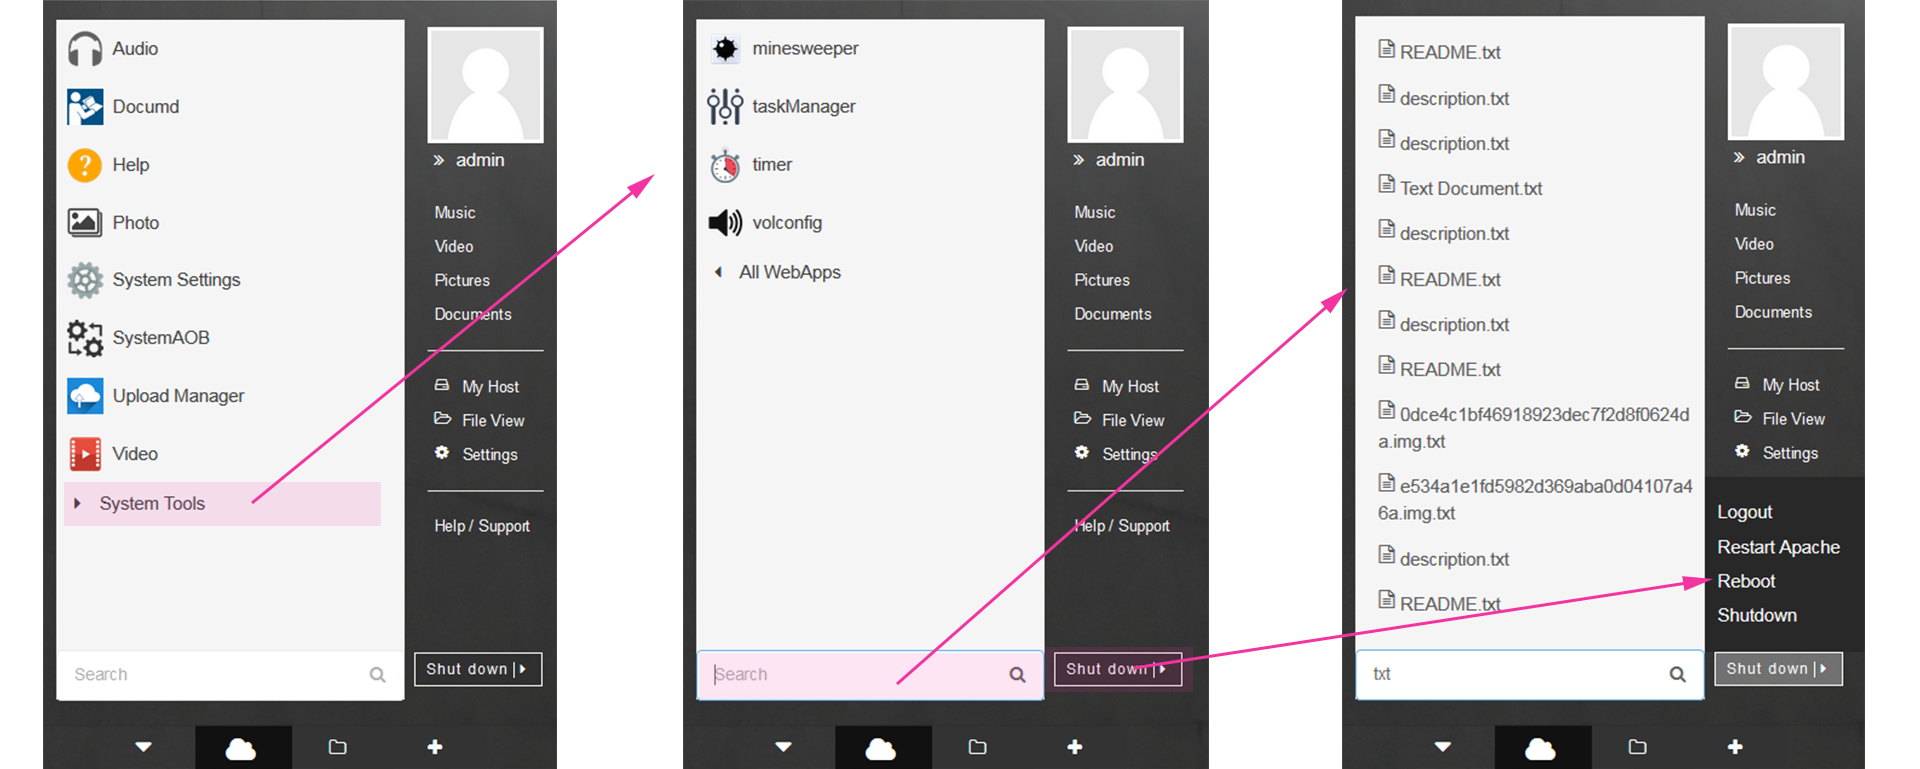 Audio
Documd
Help
Photo
System Settings
SystemAOB
Upload Manager
Video
System Tools
Search
admin
Music
Video
Pictures
Documents
My Host
File View
Settings
Help / Support
Shut down |
minesweeper
taskManager
timer
volconfig
All WebApps
Search
admin
Music
Video
Pictures
Documents
My Host
File View
Settings
Help / Support
Shut down |
README.txt
description.txt
description.txt
Text Document.txt
description.txt
README.txt
description.txt
README.txt
0dce4c1bf46918923dec7f2d8f0624d
a.img.txt
e534a1e1fd5982d369aba0d04107a4
6a.img.txt
description.txt
README.txt
txt
admin
Music
Video
Pictures
Documents
My Host
File View
Settings
Logout
Restart Apache
Reboot
Shutdown
Shut down |